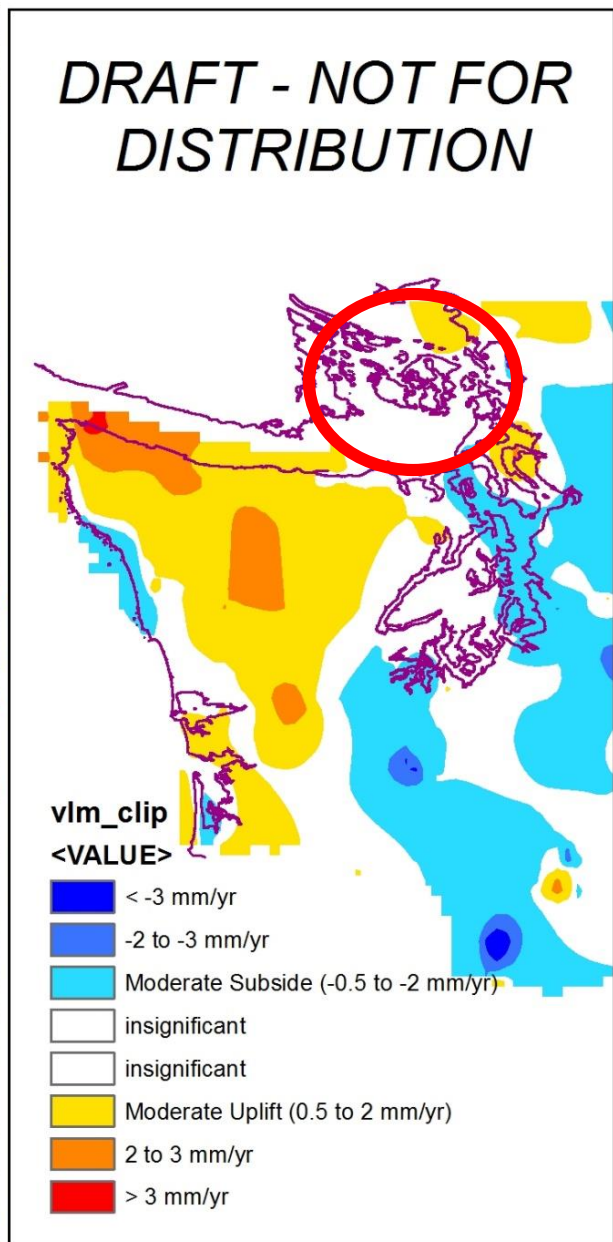 DRAFT - NOT FOR
DISTRIBUTION
vlm_clip
<VALUE>
< -3 mm/yr
-2 to -3 mm/yr
Moderate Subside (-0.5 to -2 mm/yr)
insignificant
insignificant
Moderate Uplift (0.5 to 2 mm/yr)
2 to 3 mm/yr
> 3 mm/yr